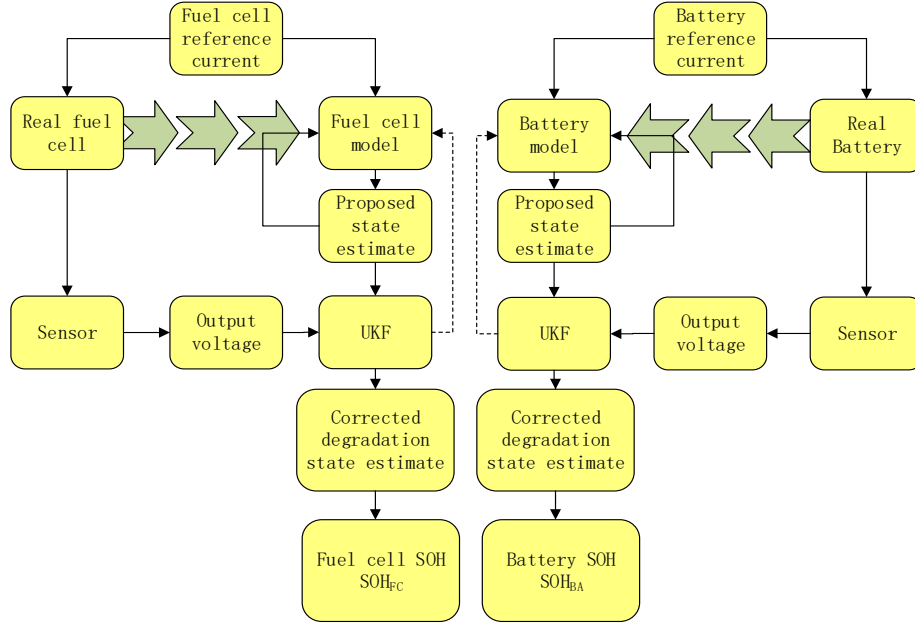 Fuel cell
reference
current
Battery
reference
current
Real fuel
cell
Fuel cell
model
Battery
model
Real
Battery
Proposed
state
estimate
Proposed
state
estimate
Sensor
Output
voltage
UKF
UKF
Output
voltage
Sensor
Corrected
degradation
state estimate
Corrected
degradation
state estimate
Fuel cell SOH
SOH_FC
Battery SOH
SOH_BA